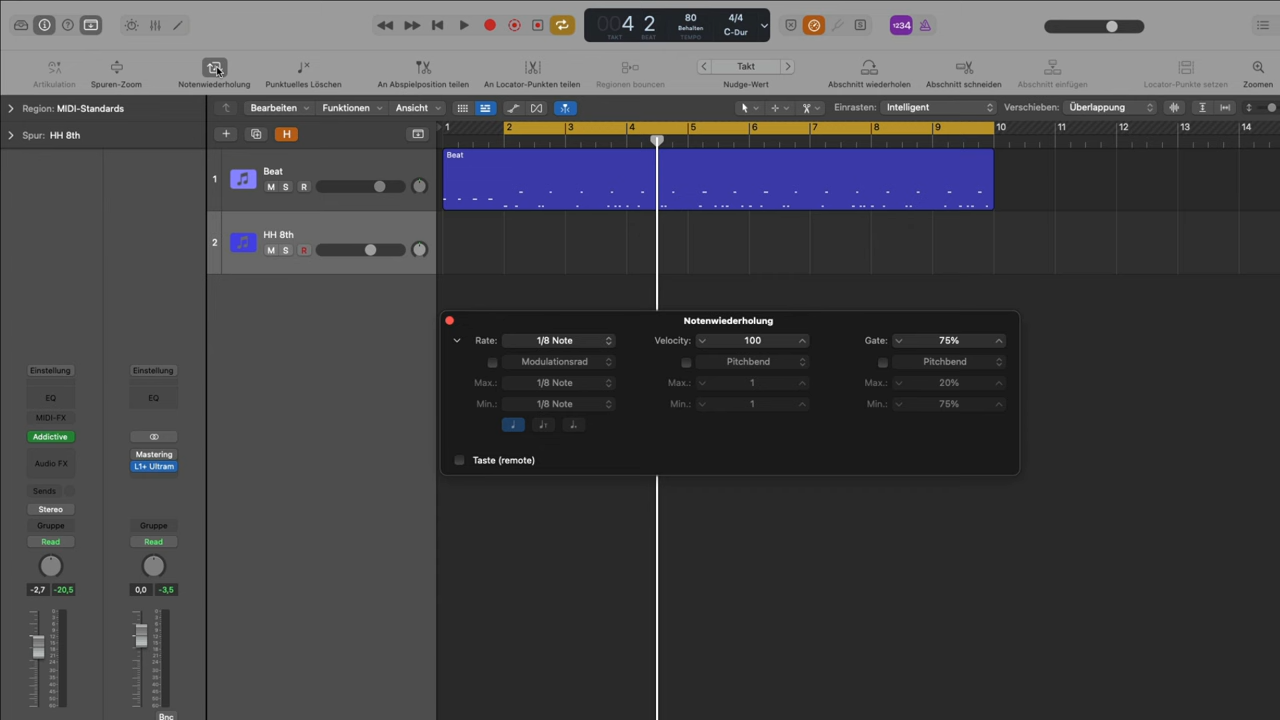 4 2 80 4/4
TAKT BEAT Behalten C-Dur
TEMPO
1234
Takt
Artikulation Spuren-Zoom Notenwiederholung Punktuelles Löschen An Abspielposition teilen An Locator-Punkten teilen Regionen bouncen Nudge-Wert Abschnitt wiederholen Abschnitt schneiden Abschnitt einfügen Locator-Punkte setzen Zoomen
Region: MIDI-Standards
Bearbeiten Funktionen Ansicht Einrasten: Intelligent Verschieben: Überlappung
Spur: HH 8th
H
1 2 3 4 5 6 7 8 9 10 11 12 13 14
1 Beat
M S R
Beat
2 HH 8th
M S R
Notenwiederholung
Rate: 1/8 Note Velocity: 100 Gate: 75%
Modulationsrad Pitchbend Pitchbend
Max.: 1/8 Note Max.: 1 Max.: 20%
Min.: 1/8 Note Min.: 1 Min.: 75%
Taste (remote)
Einstellung Einstellung
EQ EQ
MIDI-FX
Addictive
Mastering
Audio FX L1+ Ultram
Sends
Stereo
Gruppe Gruppe
Read Read
-2,7 -20,5 0,0 -3,5
Bnc